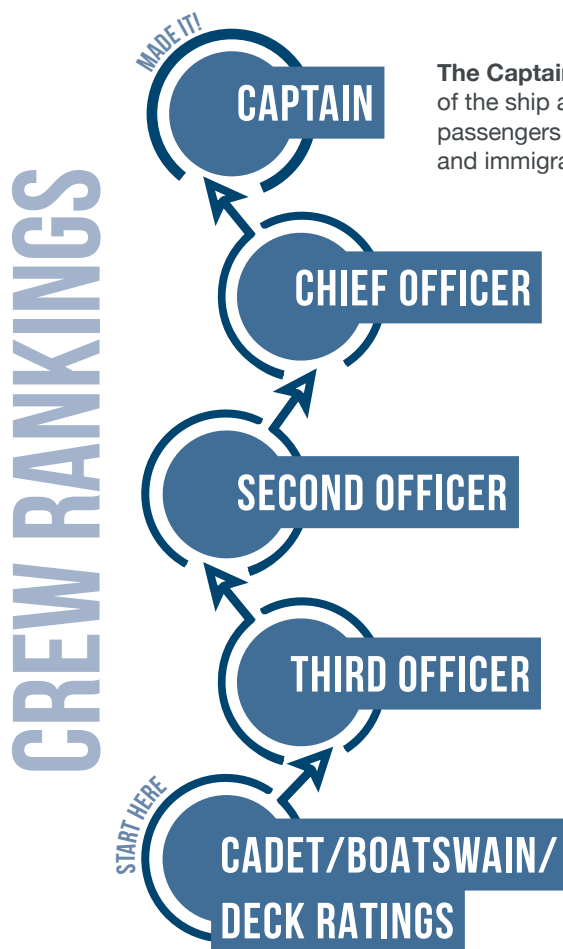 CREW RANKINGS
MADE IT!
CAPTAIN
The Captain
of the ship a
passengers
and immigra
CHIEF OFFICER
SECOND OFFICER
THIRD OFFICER
START HERE
CADET/BOATSWAIN/
DECK RATINGS